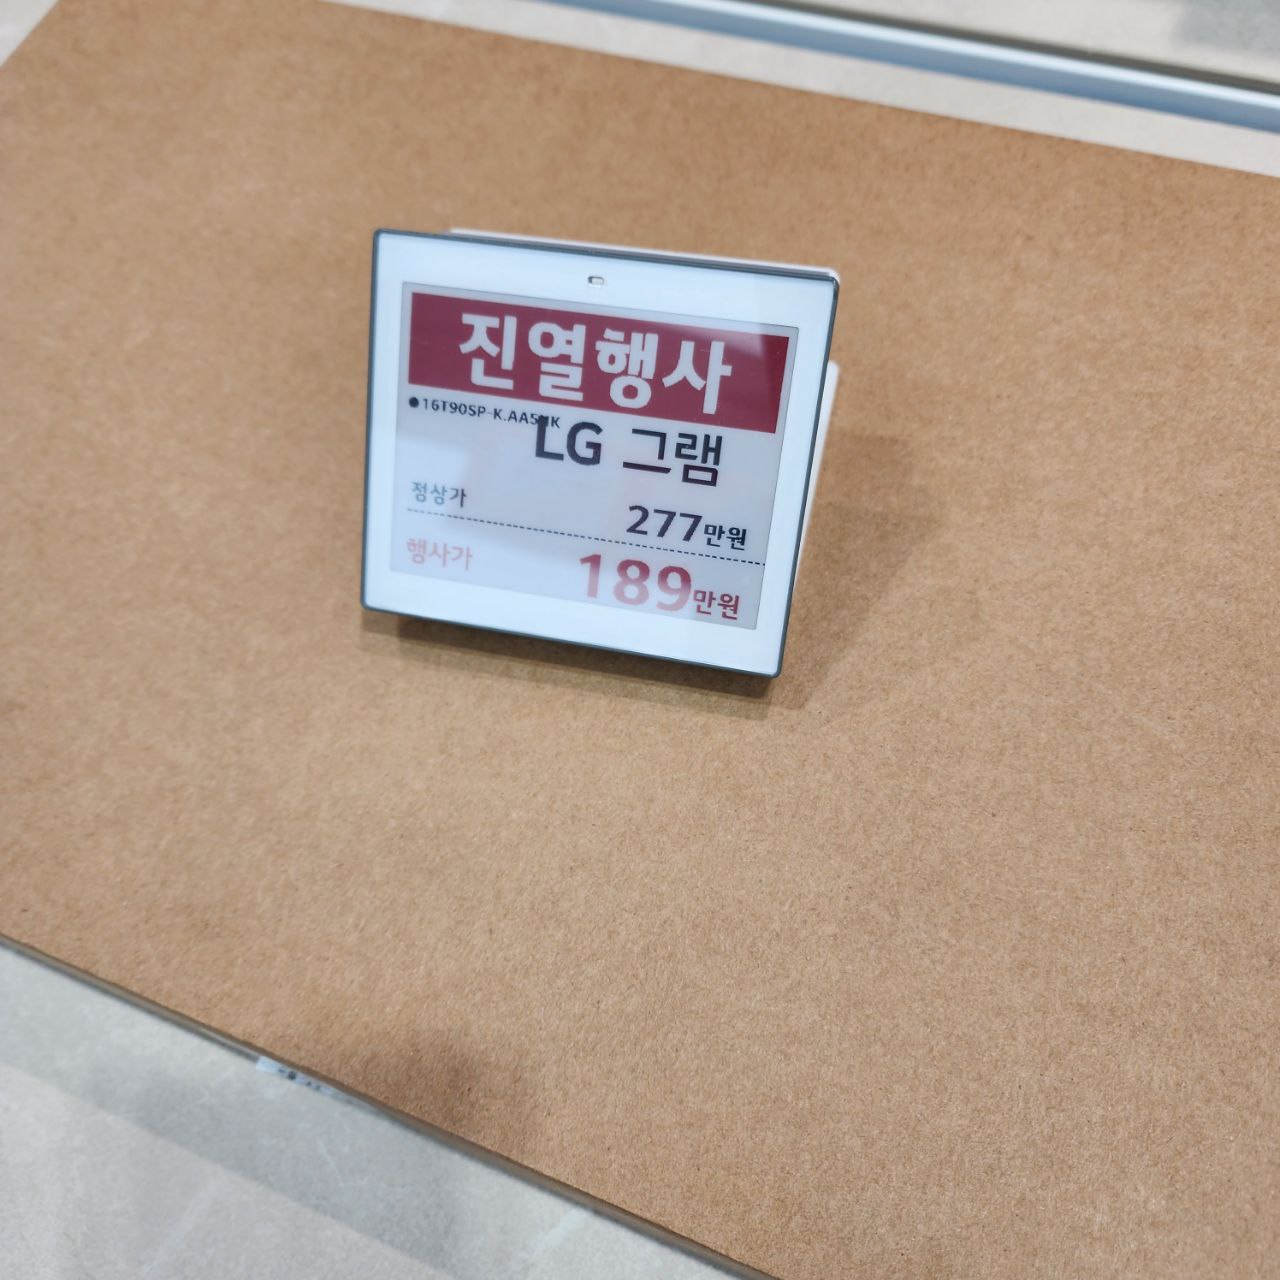 진열행사
●16T90SP-K.AA5
LG 그램
정상가 277만원
행사가 189만원